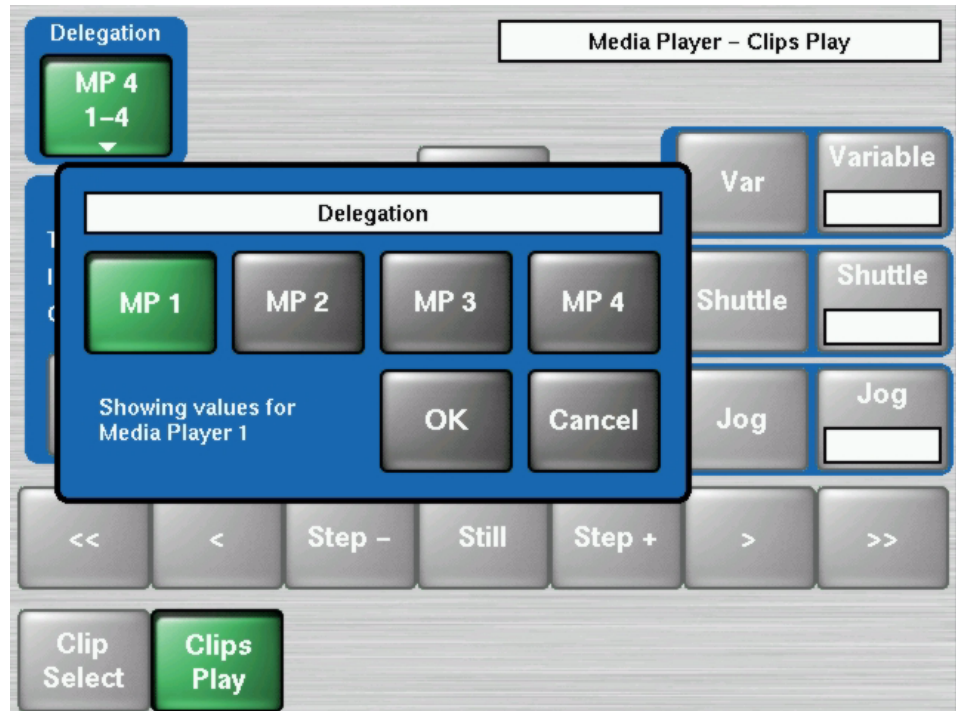 Delegation
Media Player – Clips Play
MP 4
1–4
Variable
Var
Delegation
MP 1
MP 2
MP 3
MP 4
Shuttle
Shuttle
Showing values for
Media Player 1
OK
Cancel
Jog
Jog
<<
<
Step –
Still
Step +
>
>>
Clip
Select
Clips
Play